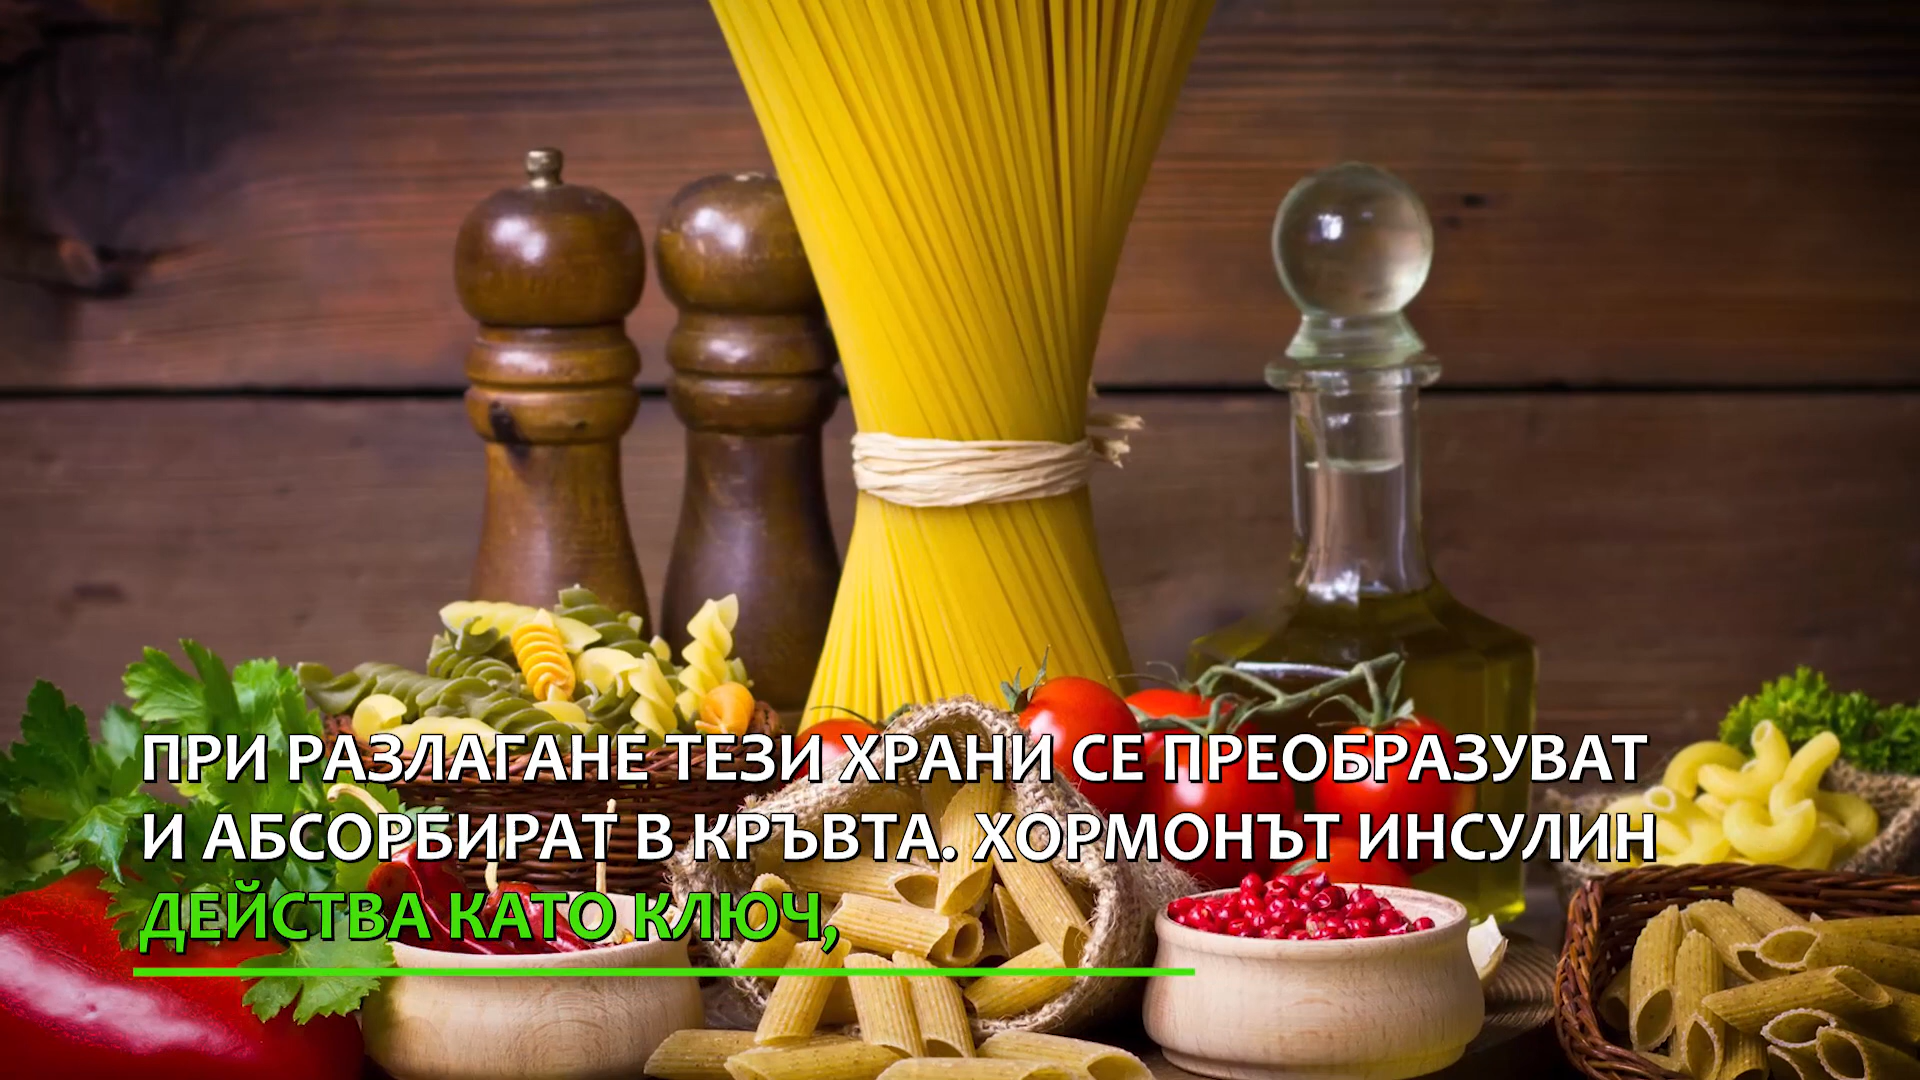 ПРИ РАЗЛАГАНЕ ТЕЗИ ХРАНИ СЕ ПРЕОБРАЗУВАТ
И АБСОРБИРАТ В КРЪВТА. ХОРМОНЪТ ИНСУЛИН
ДЕЙСТВА КАТО КЛЮЧ,